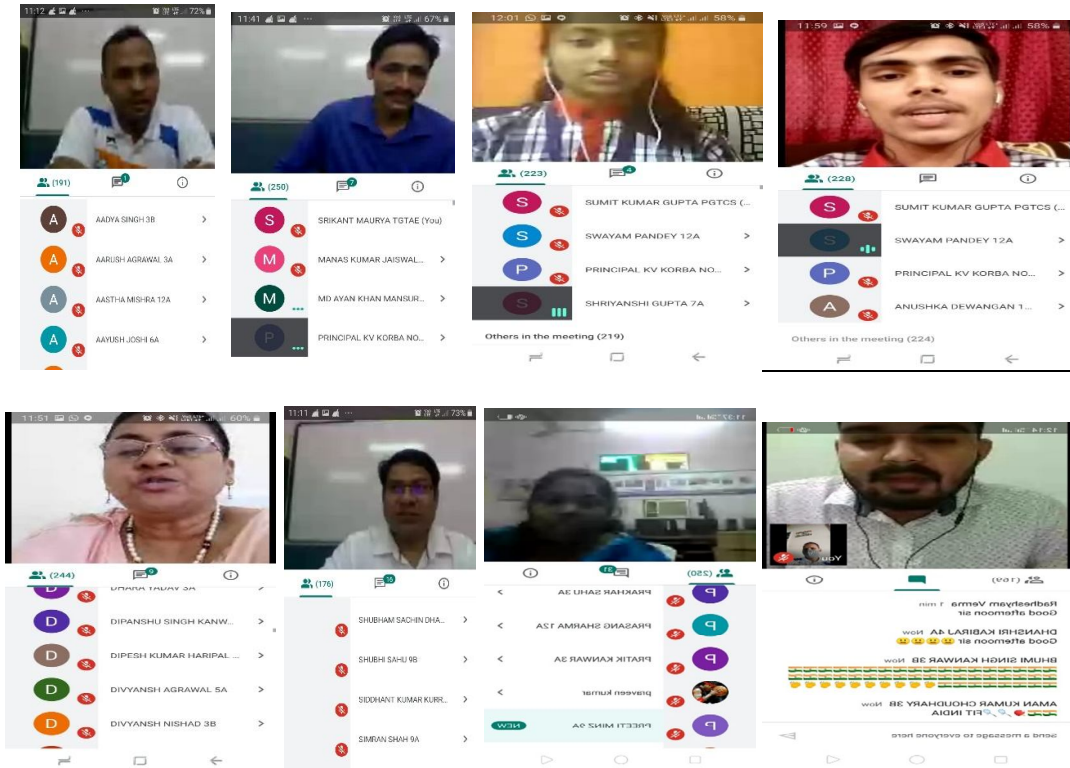 11:12 72%
(191) 1
A AADYA SINGH 3B
A AARUSH AGRAWAL 3A
A AASTHA MISHRA 12A
A AAYUSH JOSHI 6A
11:41 67%
(250) 7
S SRIKANT MAURYA TGTAE (You)
M MANAS KUMAR JAISWAL...
M MD AYAN KHAN MANSUR...
P PRINCIPAL KV KORBA NO...
12:01 58%
(223) 4
S SUMIT KUMAR GUPTA PGTCS (...
S SWAYAM PANDEY 12A
P PRINCIPAL KV KORBA NO...
S SHRIYANSHI GUPTA 7A
Others in the meeting (219)
11:59 58%
(228)
S SUMIT KUMAR GUPTA PGTCS (...
S SWAYAM PANDEY 12A
P PRINCIPAL KV KORBA NO...
A ANUSHKA DEWANGAN 1...
Others in the meeting (224)
11:51 60%
(244) 9
D DHARA YADAV 3A
D DIPANSHU SINGH KANW...
D DIPESH KUMAR HARIPAL ...
D DIVYANSH AGRAWAL 5A
D DIVYANSH NISHAD 3B
11:11 73%
(176)
SHUBHAM SACHIN DHA...
SHUBHI SAHU 9B
SIDDHANT KUMAR KURR...
SIMRAN SHAH 9A
(250) 31
P PRAKHAR SAHU 3A
P PRASANG SHARMA 12A
P PRATIK KANWAR 3A
praveen kumar
P PREETI MINZ 9A NEW
You
(169)
Radheshyam Verma 1 min
Good afternoon sir
DHANSHRI KABIRAJ 4A Now
Good afternoon sir
BHUMI SINGH KANWAR 3B Now
AMAN KUMAR CHOUDHARY 3B Now
FIT INDIA
Send a message to everyone here